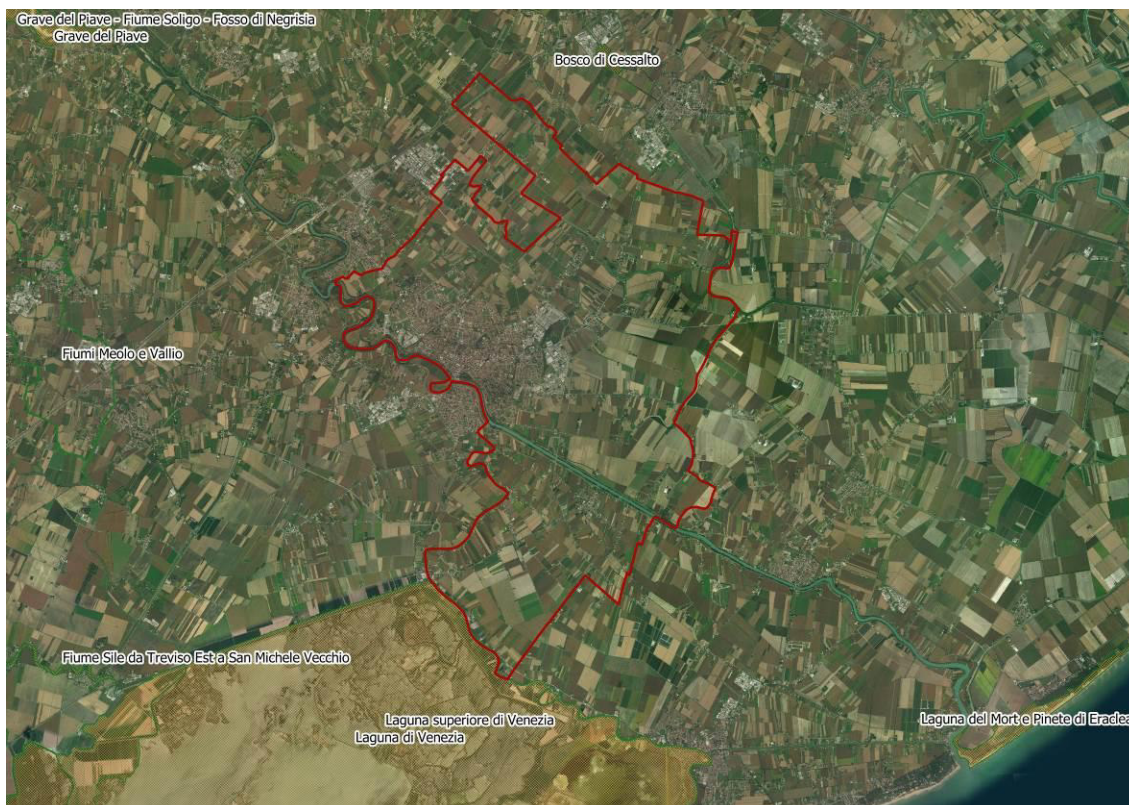 Grave del Piave - Fiume Soligo - Fosso di Negrisia
Grave del Piave
Bosco di Cessalto
Fiumi Meolo e Vallio
Fiume Sile da Treviso Est a San Michele Vecchio
Laguna superiore di Venezia
Laguna di Venezia
Laguna del Mort e Pinete di Eraclea